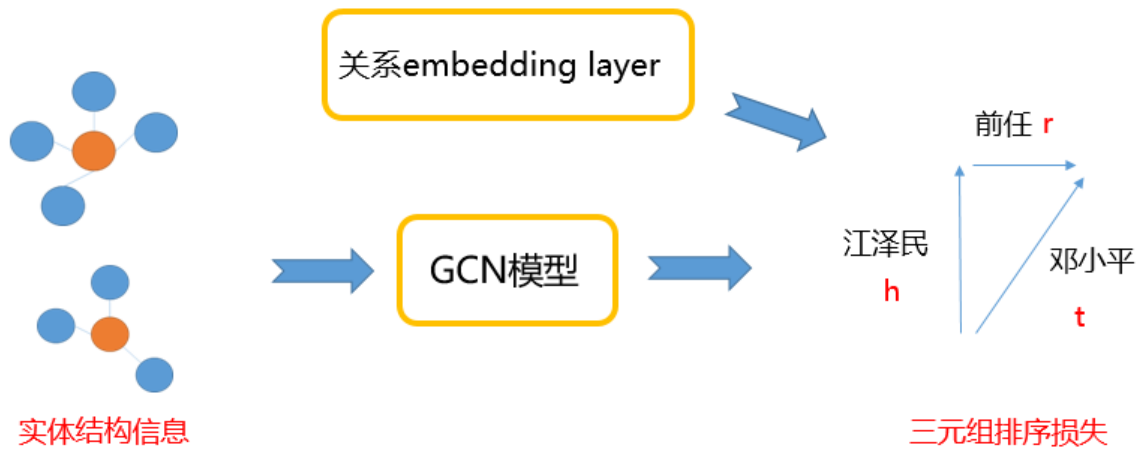 关系embedding layer
前任 r
GCN模型
江泽民
h
邓小平
t
实体结构信息
三元组排序损失